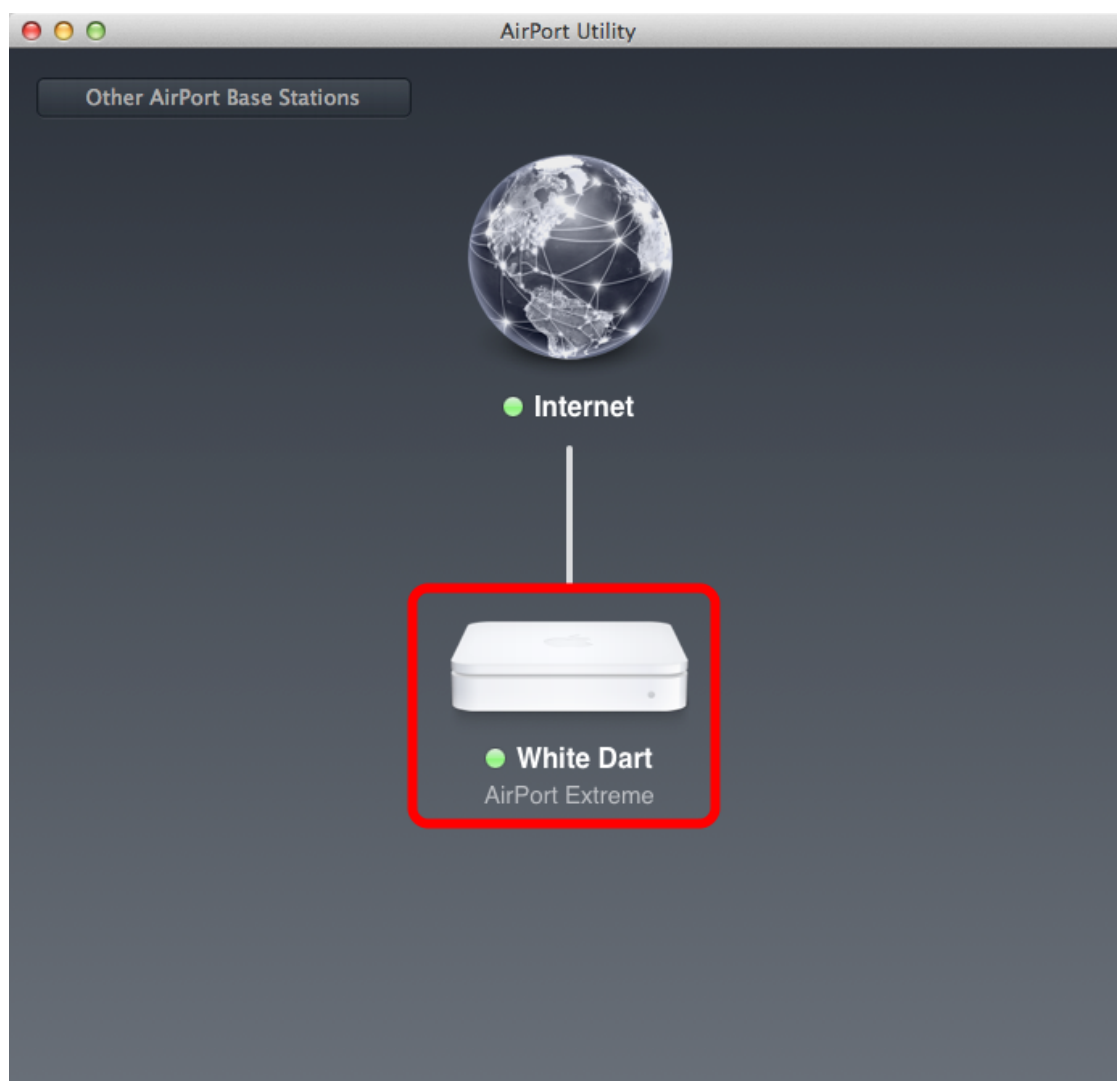 AirPort Utility
Other AirPort Base Stations
Internet
White Dart
AirPort Extreme